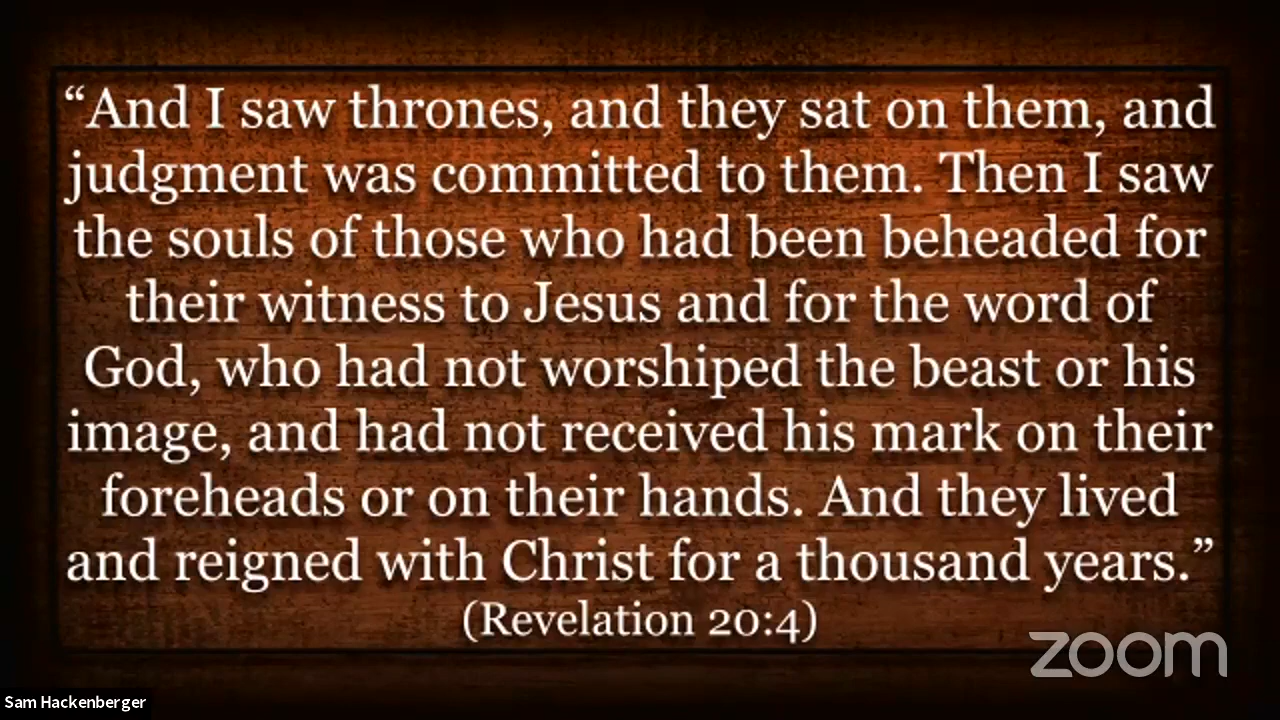 “And I saw thrones, and they sat on them, and
judgment was committed to them. Then I saw
the souls of those who had been beheaded for
their witness to Jesus and for the word of
God, who had not worshiped the beast or his
image, and had not received his mark on their
foreheads or on their hands. And they lived
and reigned with Christ for a thousand years.”
(Revelation 20:4)
zoom
Sam Hackenberger